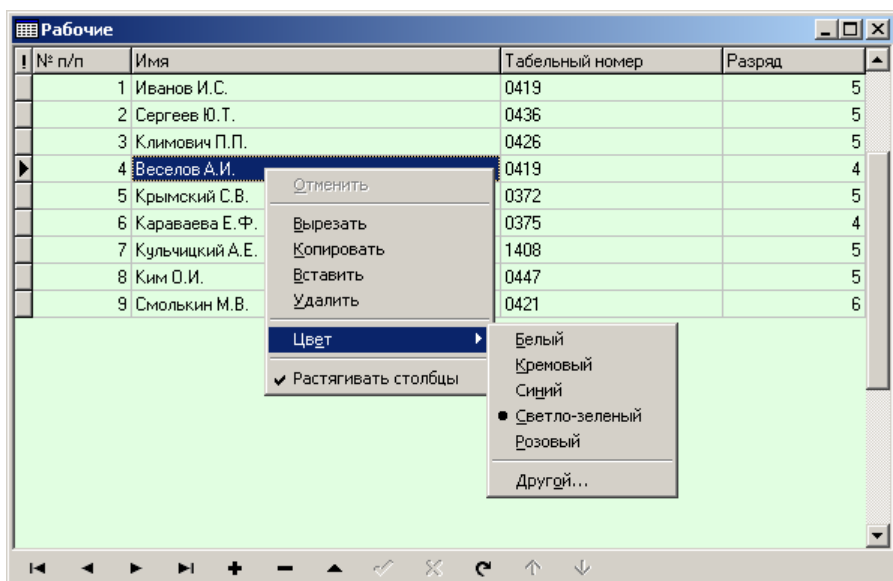 Рабочие
! № п/п Имя Табельный номер Разряд
1 Иванов И.С. 0419 5
2 Сергеев Ю.Т. 0436 5
3 Климович П.П. 0426 5
4 Веселов А.И. 0419 4
5 Крымский С.В. 0372 5
6 Караваева Е.Ф. 0375 4
7 Кульчицкий А.Е. 1408 5
8 Ким О.И. 0447 5
9 Смолькин М.В. 0421 6
Отменить
Вырезать
Копировать
Вставить
Удалить
Цвет
Растягивать столбцы
Белый
Кремовый
Синий
Светло-зеленый
Розовый
Другой...